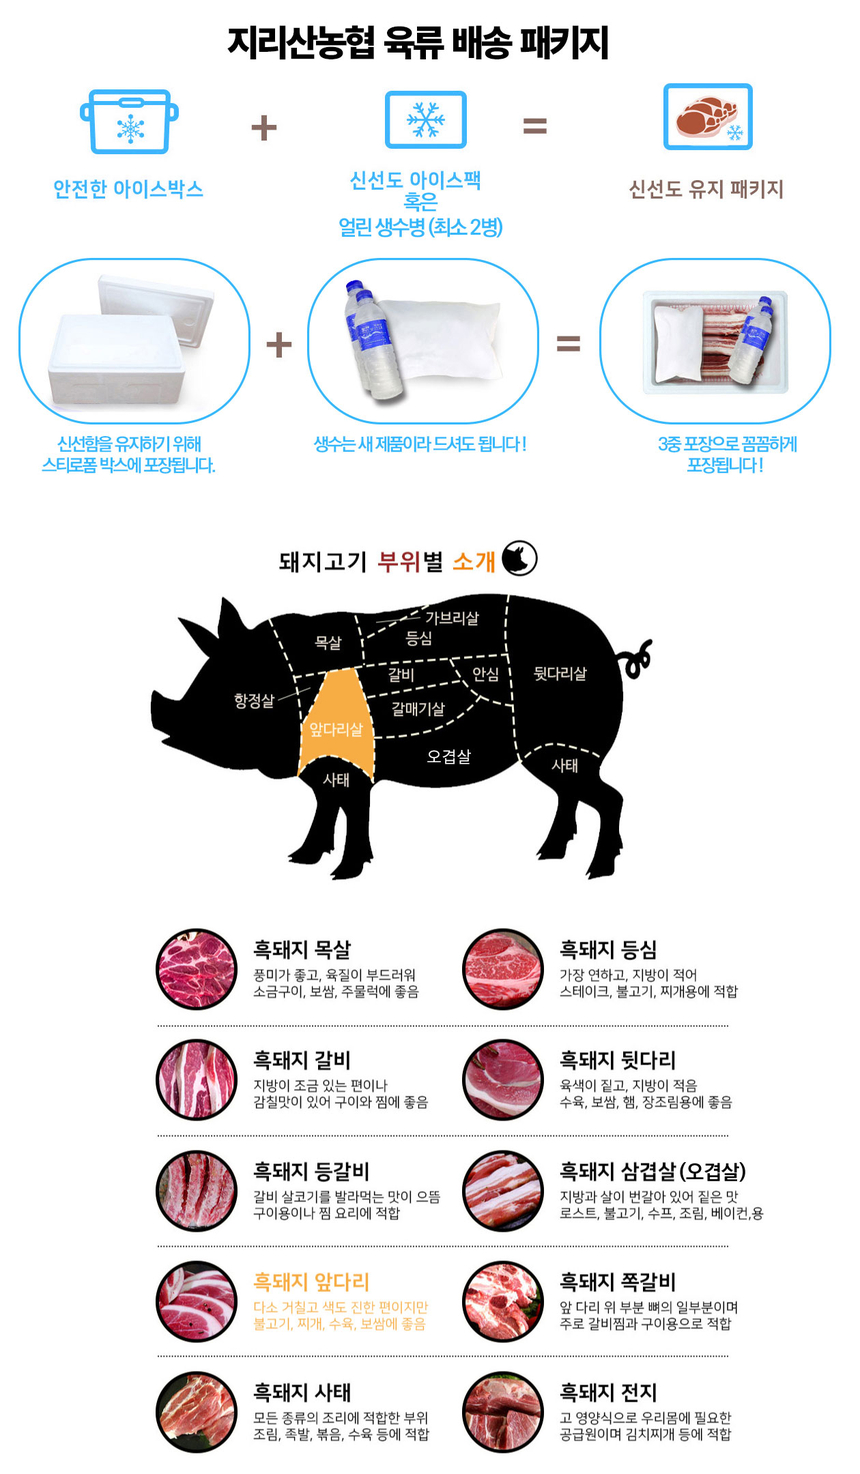 지리산농협 육류 배송 패키지
+
=
안전한 아이스박스
신선도 아이스팩
혹은
얼린 생수병 (최소 2병)
신선도 유지 패키지
+
=
신선함을 유지하기 위해
스티로폼 박스에 포장됩니다.
생수는 새 제품이라 드셔도 됩니다 !
3중 포장으로 꼼꼼하게
포장됩니다 !
돼지고기 부위별 소개
가브리살
목살
등심
갈비
안심
뒷다리살
항정살
갈매기살
앞다리살
오겹살
사태
사태
흑돼지 목살
풍미가 좋고, 육질이 부드러워
소금구이, 보쌈, 주물럭에 좋음
흑돼지 등심
가장 연하고, 지방이 적어
스테이크, 불고기, 찌개용에 적합
흑돼지 갈비
지방이 조금 있는 편이나
감칠맛이 있어 구이와 찜에 좋음
흑돼지 뒷다리
육색이 짙고, 지방이 적음
수육, 보쌈, 햄, 장조림용에 좋음
흑돼지 등갈비
갈비 살코기를 발라먹는 맛이 으뜸
구이용이나 찜 요리에 적합
흑돼지 삼겹살(오겹살)
지방과 살이 번갈아 있어 짙은 맛
로스트, 불고기, 수프, 조림, 베이컨,용
흑돼지 앞다리
다소 거칠고 색도 진한 편이지만
불고기, 찌개, 수육, 보쌈에 좋음
흑돼지 쪽갈비
앞 다리 위 부분 뼈의 일부분이며
주로 갈비찜과 구이용으로 적합
흑돼지 사태
모든 종류의 조리에 적합한 부위
조림, 족발, 볶음, 수육 등에 적합
흑돼지 전지
고 영양식으로 우리몸에 필요한
공급원이며 김치찌개 등에 적합